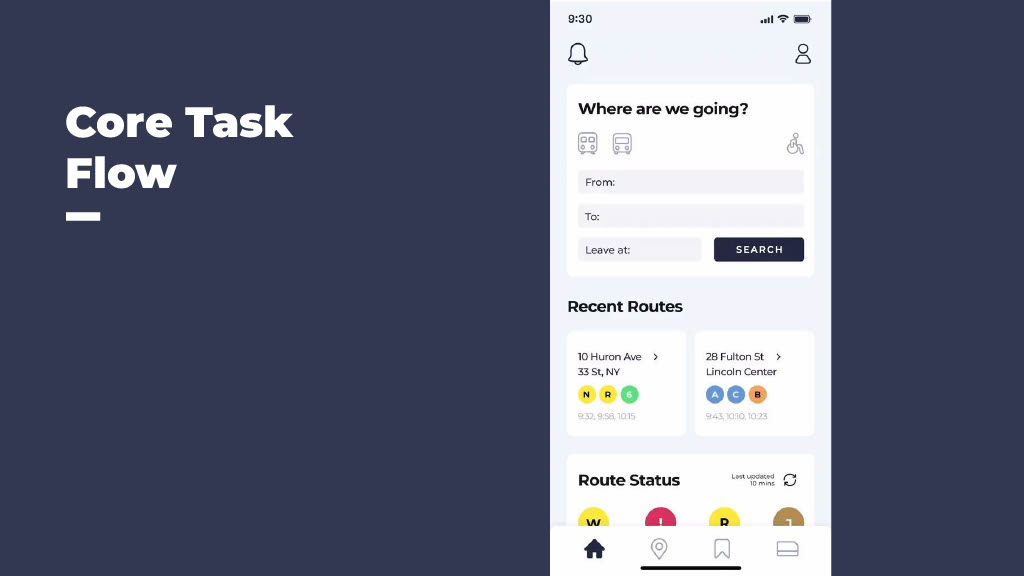 Core Task
Flow
9:30
Where are we going?
From:
To:
Leave at:
SEARCH
Recent Routes
10 Huron Ave
33 St, NY
N R 6
9:32, 9:58, 10:15
28 Fulton St
Lincoln Center
A C B
9:43, 10:10, 10:23
Route Status
Last updated
10 mins
W
R